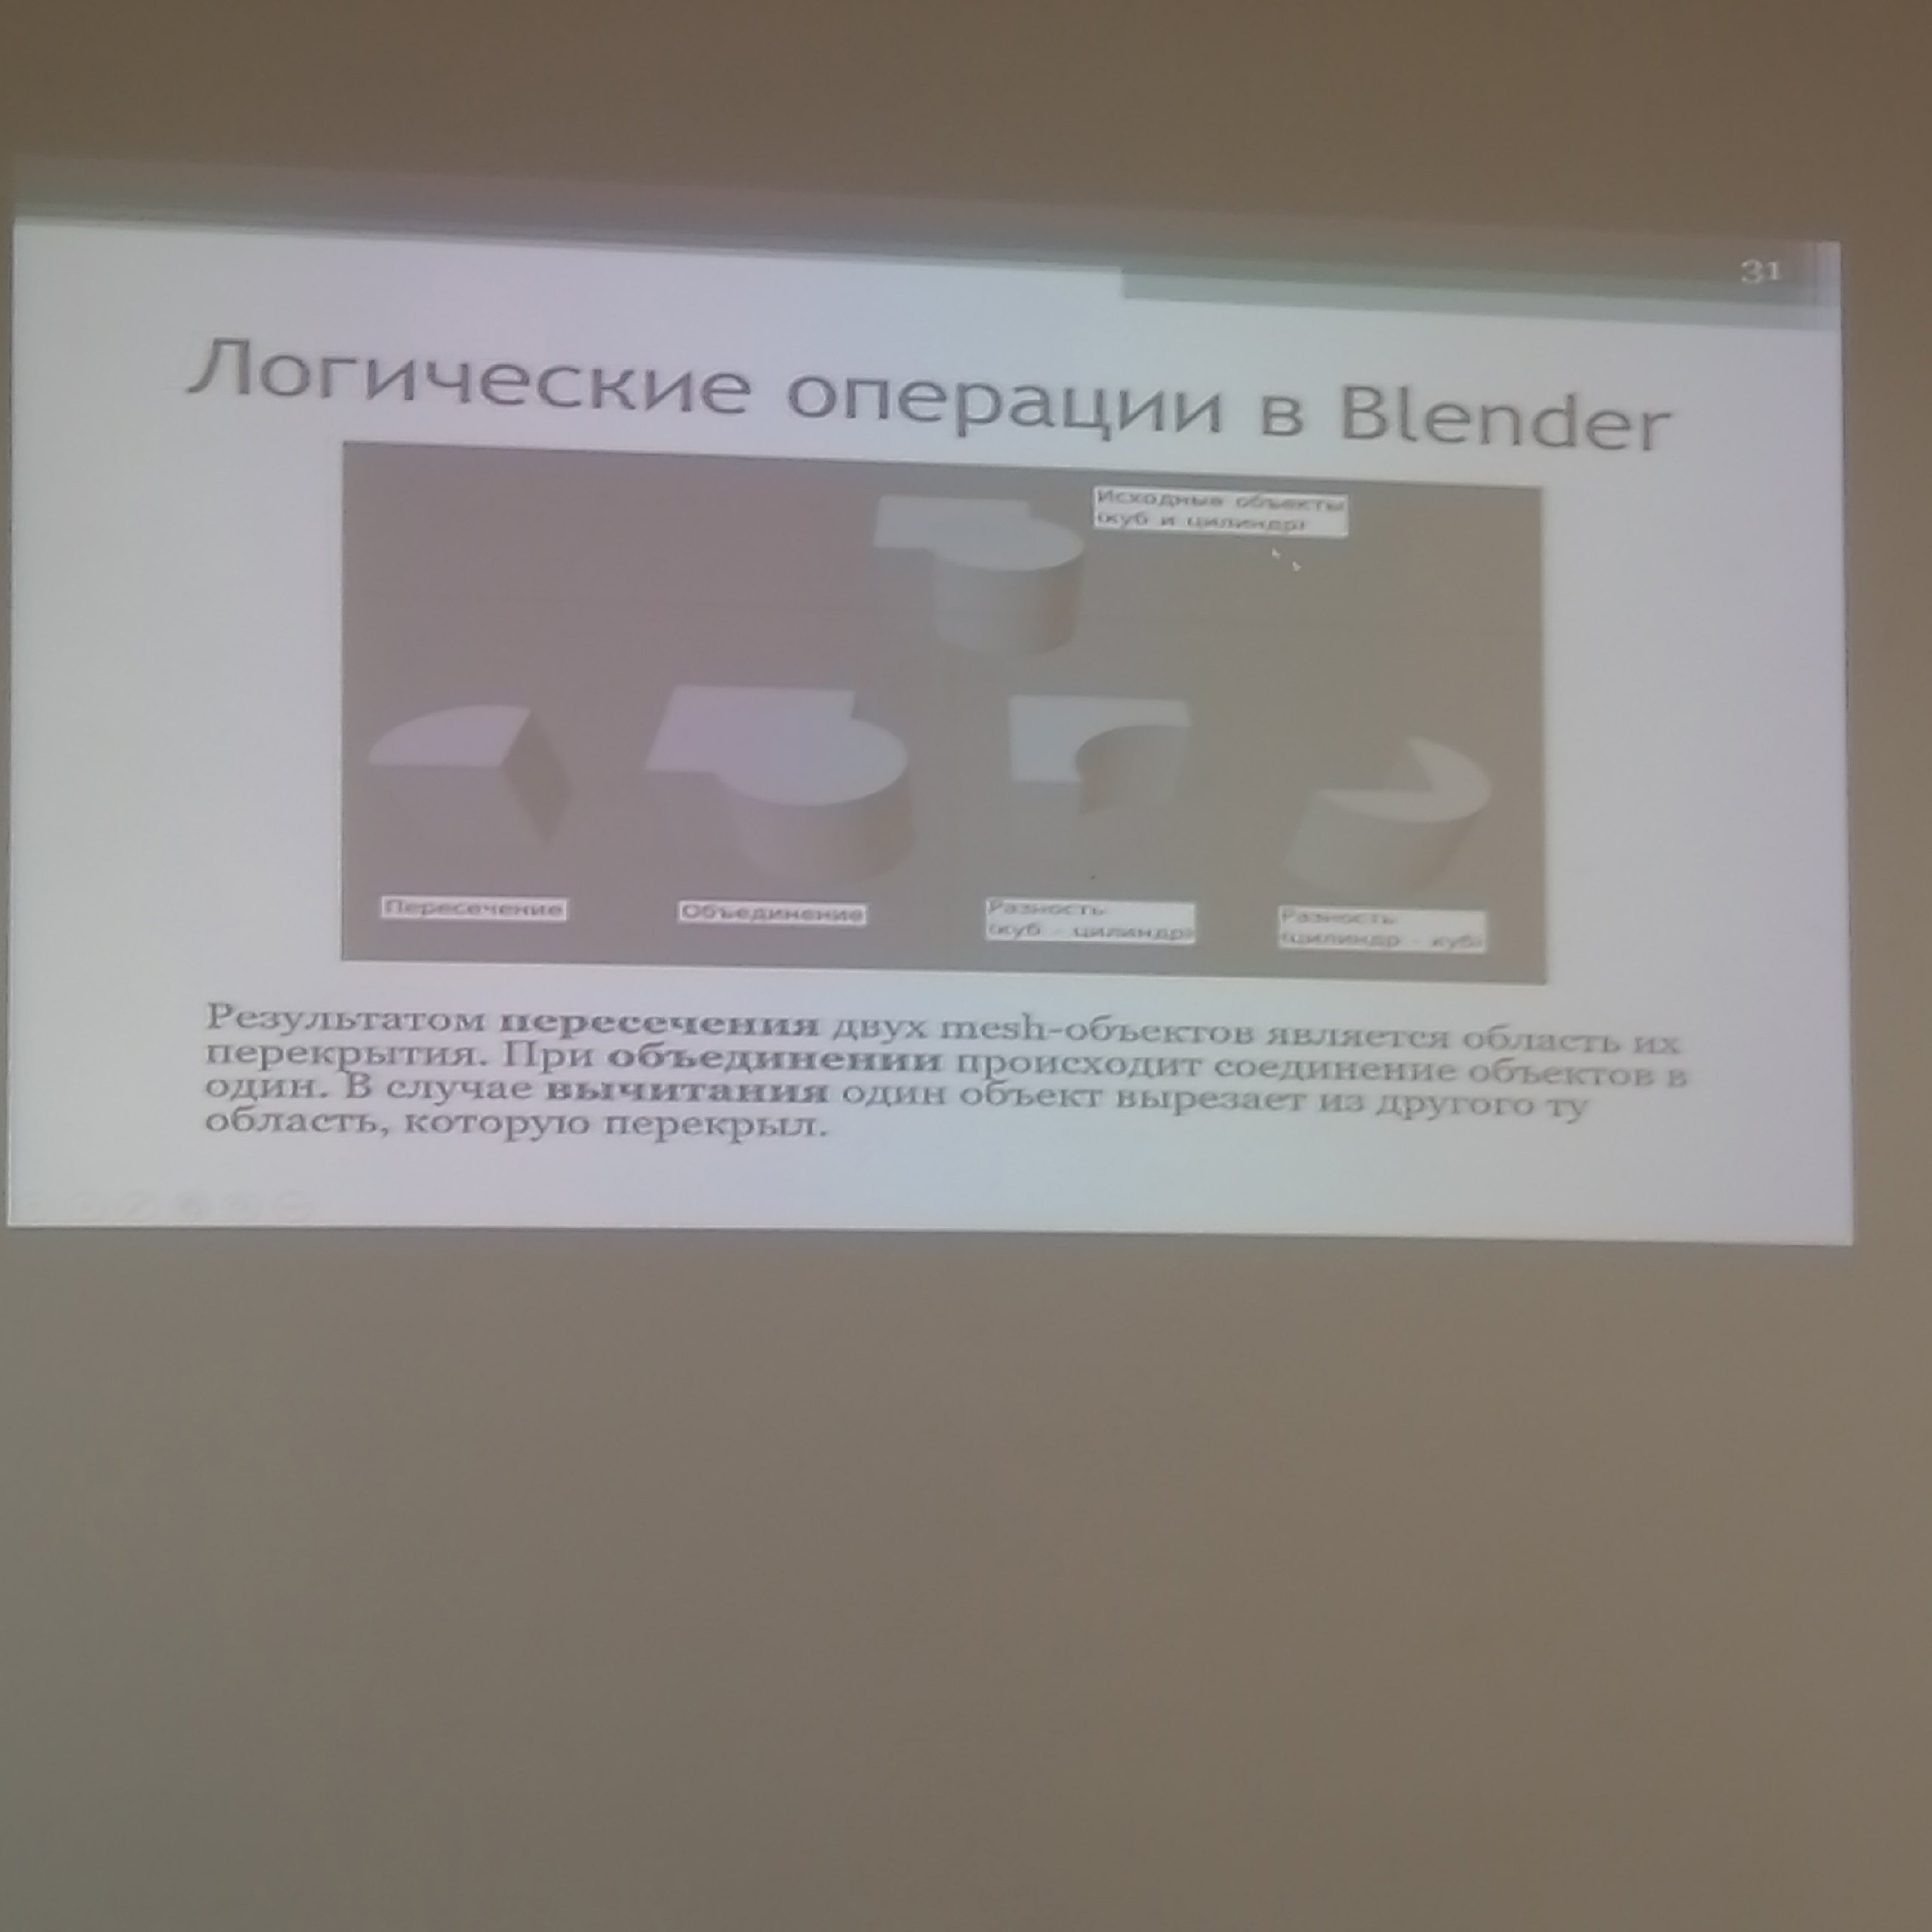 31
Логические операции в Blender
Исходные объекты
(куб и цилиндр)
Пересечение
Объединение
Разность
(куб - цилиндр)
Разность
(цилиндр - куб)
Результатом пересечения двух mesh-объектов является область их
перекрытия. При объединении происходит соединение объектов в
один. В случае вычитания один объект вырезает из другого ту
область, которую перекрыл.